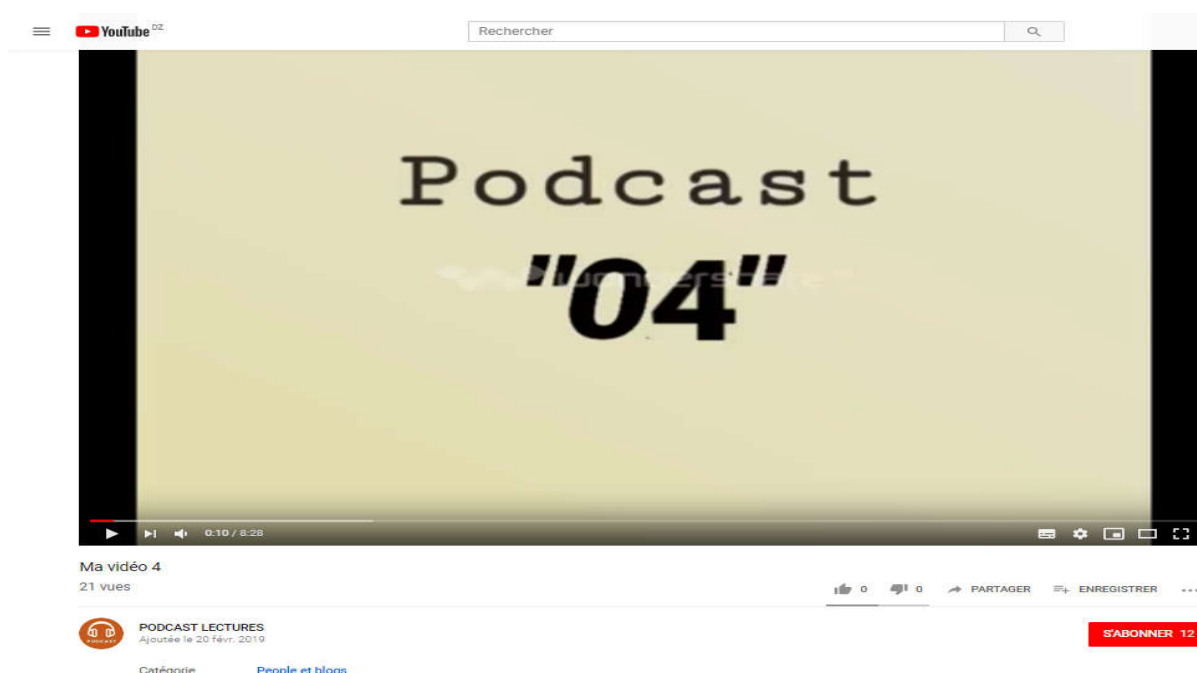 YouTube DZ
Rechercher
Podcast
"04"
wondershare
0:10 / 8:28
Ma vidéo 4
21 vues
0 0 PARTAGER ENREGISTRER
PODCAST LECTURES
Ajoutée le 20 févr. 2019
S'ABONNER 12
Catégorie People et blogs